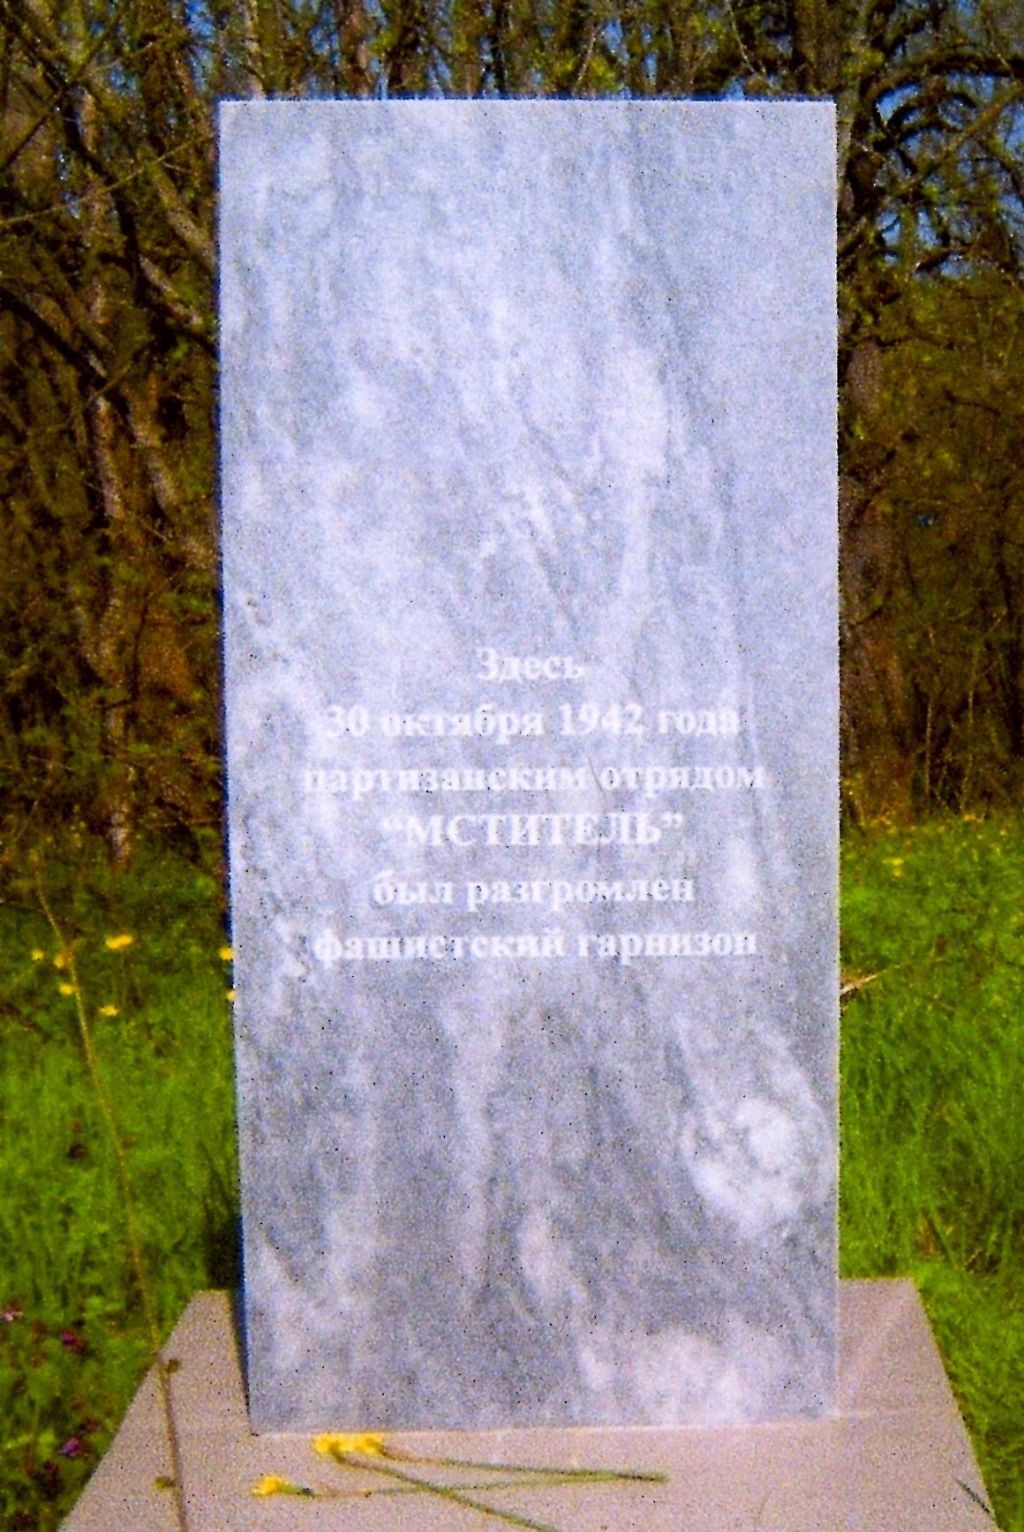 Здесь
30 октября 1942 года
партизанским отрядом
“МСТИТЕЛЬ”
был разгромлен
фашистский гарнизон